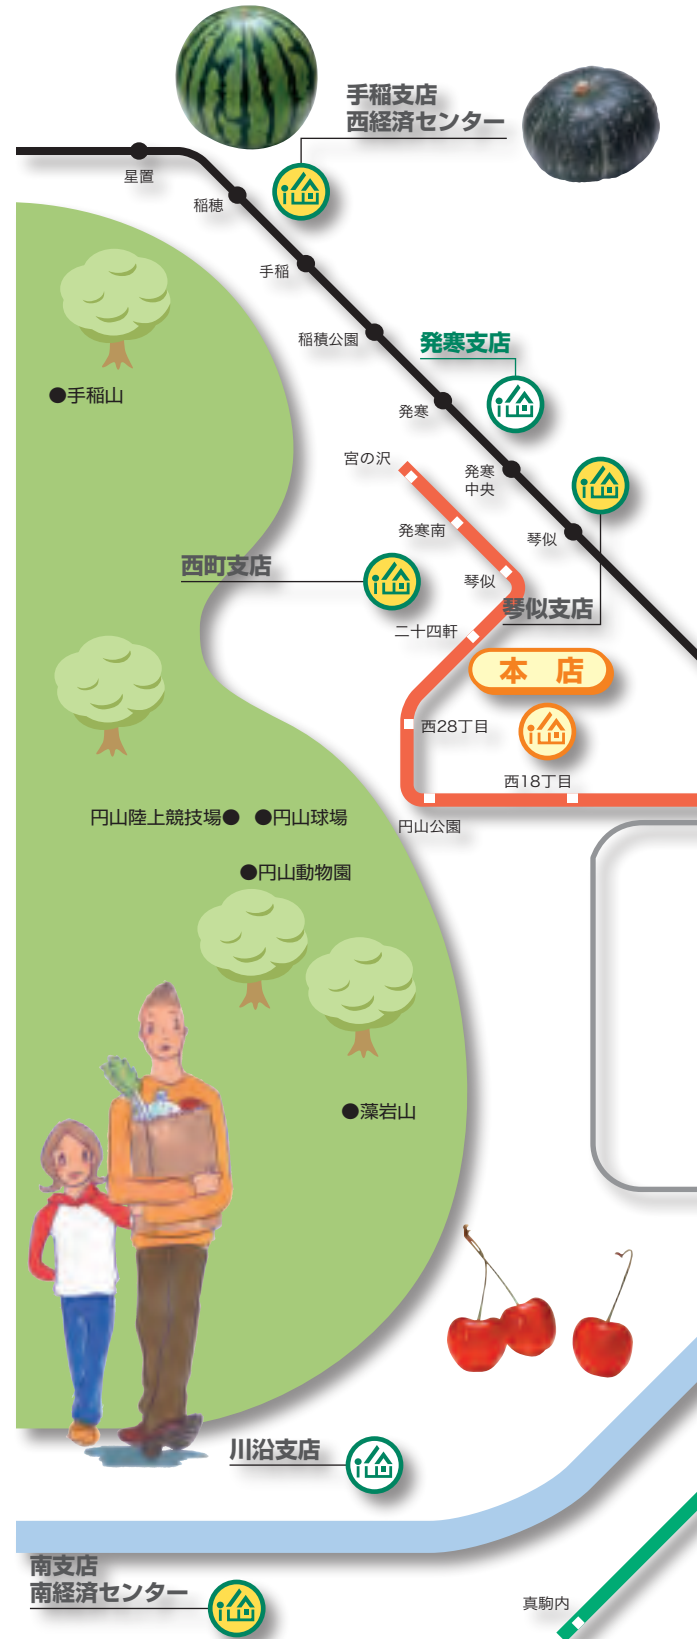 手稲支店
西経済センター
星置
稲穂
手稲
稲積公園
発寒支店
●手稲山
発寒
宮の沢
発寒
中央
発寒南
琴似
西町支店
琴似
琴似支店
二十四軒
本 店
西28丁目
西18丁目
円山陸上競技場● ●円山球場
円山公園
●円山動物園
●藻岩山
川沿支店
南支店
南経済センター
真駒内